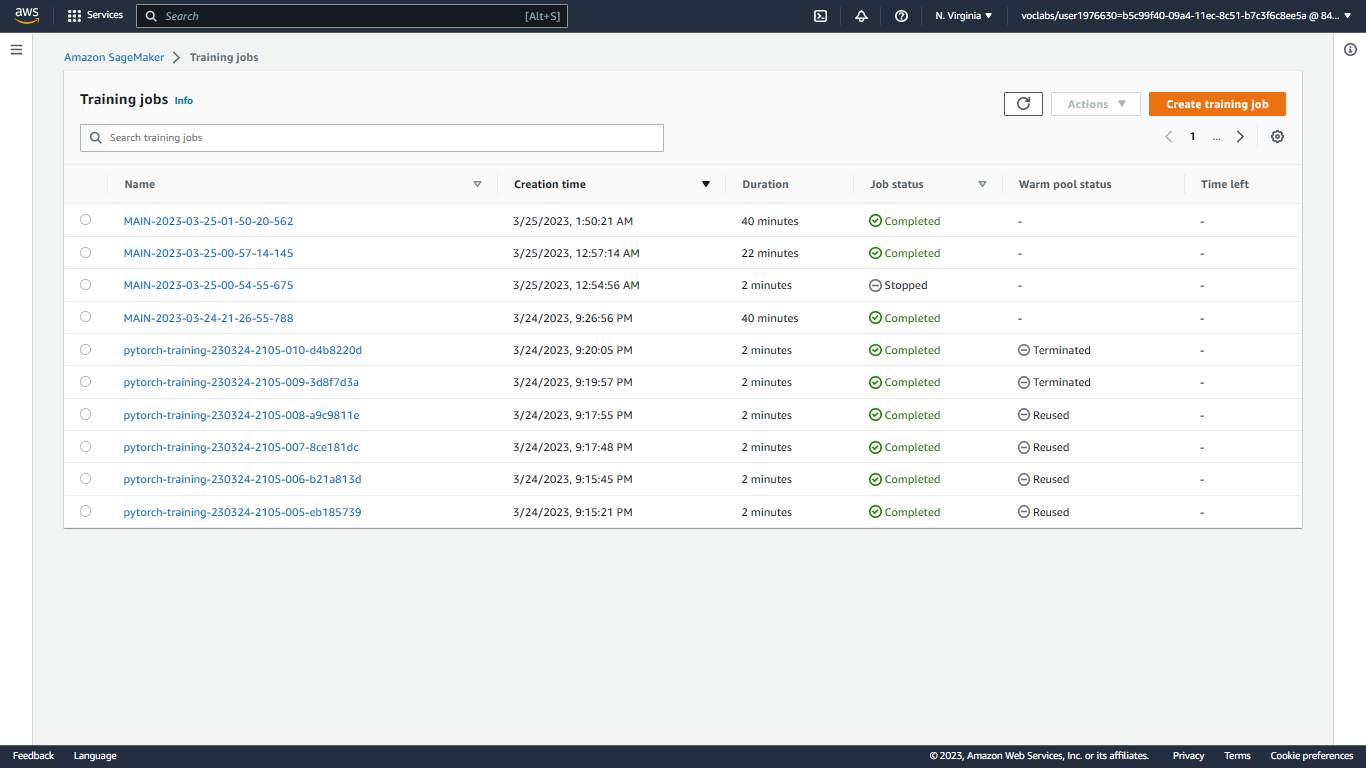 aws Services Search [Alt+S] N. Virginia voclabs/user1976630=b5c99f40-09a4-11ec-8c51-b7c3f6c8ee5a @ 84...
Amazon SageMaker Training jobs
Training jobs Info Actions Create training job
Search training jobs 1 ...
Name Creation time Duration Job status Warm pool status Time left
MAIN-2023-03-25-01-50-20-562 3/25/2023, 1:50:21 AM 40 minutes Completed - -
MAIN-2023-03-25-00-57-14-145 3/25/2023, 12:57:14 AM 22 minutes Completed - -
MAIN-2023-03-25-00-54-55-675 3/25/2023, 12:54:56 AM 2 minutes Stopped - -
MAIN-2023-03-24-21-26-55-788 3/24/2023, 9:26:56 PM 40 minutes Completed - -
pytorch-training-230324-2105-010-d4b8220d 3/24/2023, 9:20:05 PM 2 minutes Completed Terminated -
pytorch-training-230324-2105-009-3d8f7d3a 3/24/2023, 9:19:57 PM 2 minutes Completed Terminated -
pytorch-training-230324-2105-008-a9c9811e 3/24/2023, 9:17:55 PM 2 minutes Completed Reused -
pytorch-training-230324-2105-007-8ce181dc 3/24/2023, 9:17:48 PM 2 minutes Completed Reused -
pytorch-training-230324-2105-006-b21a813d 3/24/2023, 9:15:45 PM 2 minutes Completed Reused -
pytorch-training-230324-2105-005-eb185739 3/24/2023, 9:15:21 PM 2 minutes Completed Reused -
Feedback Language © 2023, Amazon Web Services, Inc. or its affiliates. Privacy Terms Cookie preferences